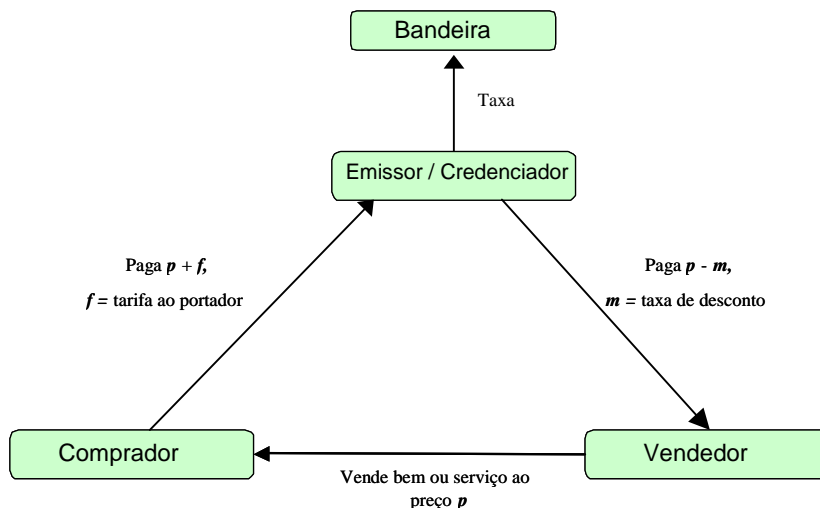 Bandeira
Taxa
Emissor / Credenciador
Paga p + f,
f = tarifa ao portador
Paga p - m,
m = taxa de desconto
Comprador
Vendedor
Vende bem ou serviço ao
preço p